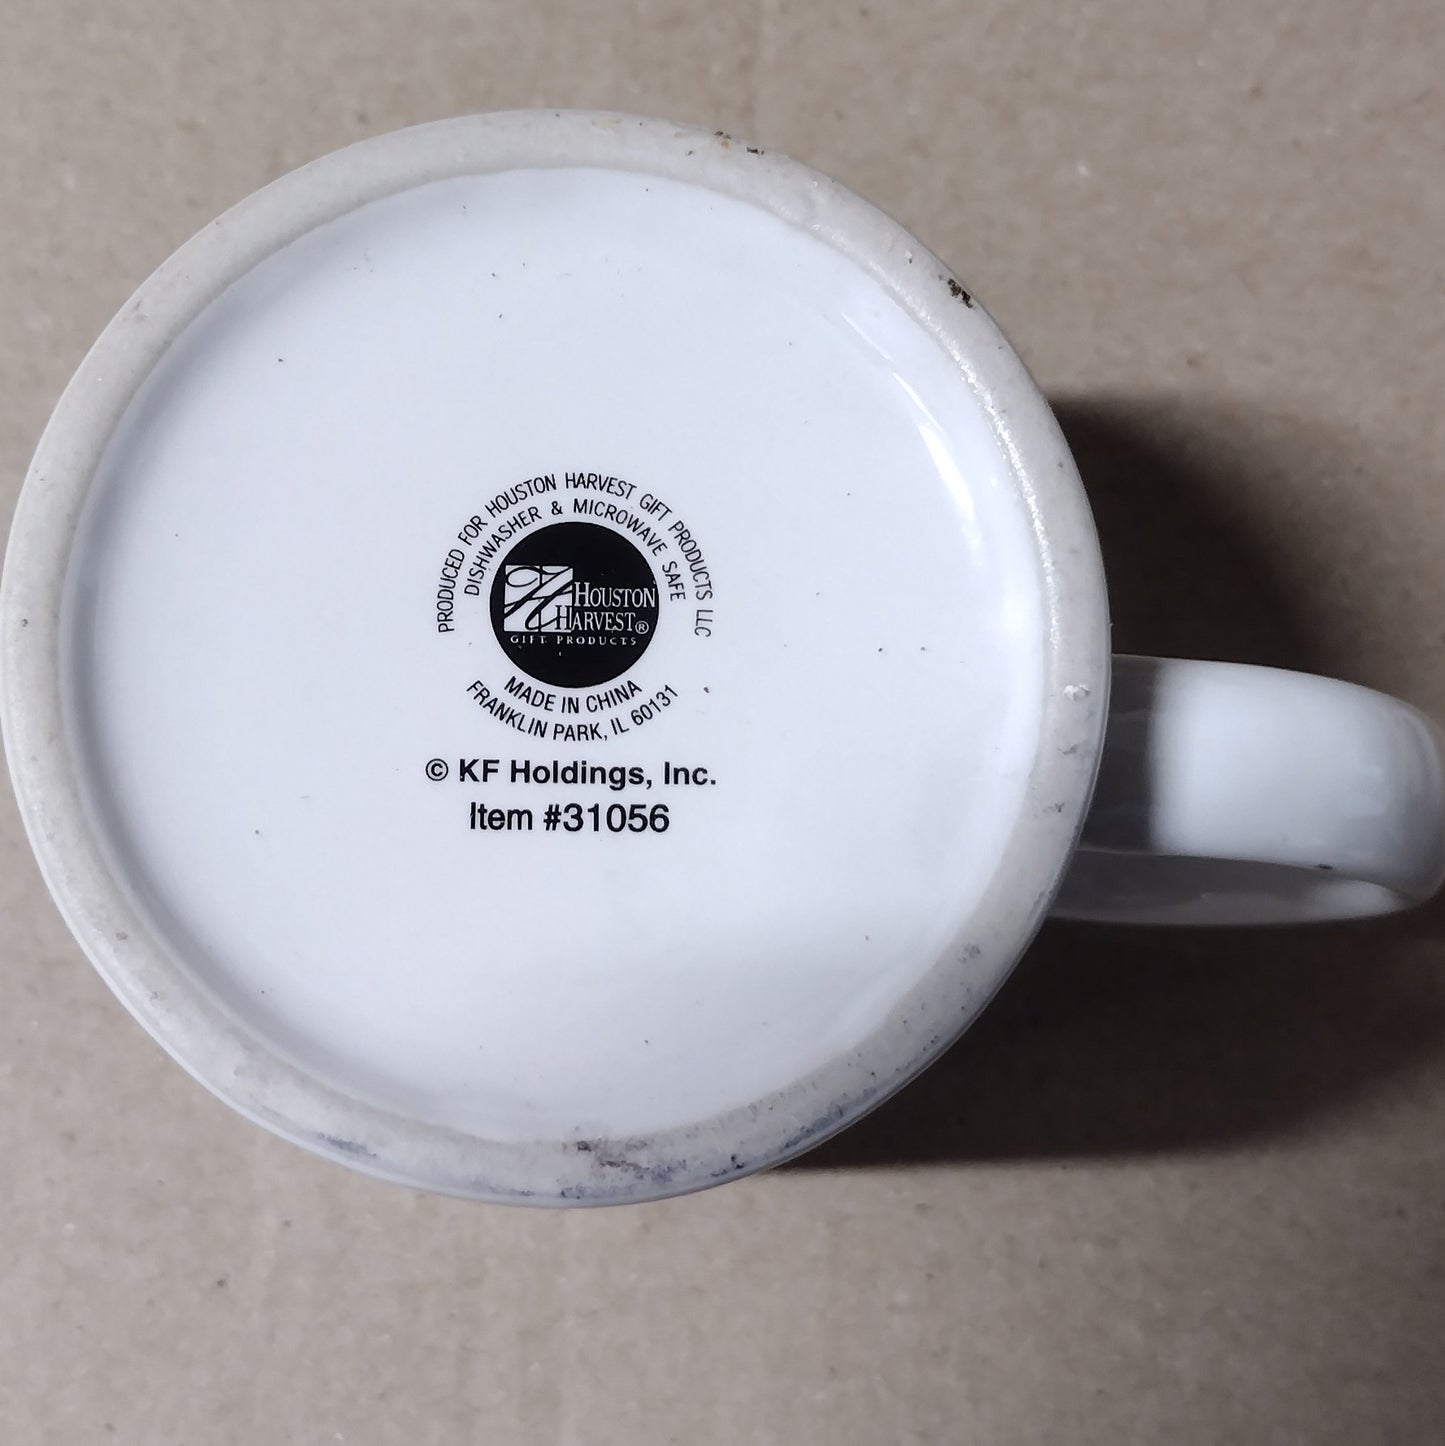 PRODUCED FOR HOUSTON HARVEST GIFT PRODUCTS LLC
DISHWASHER & MICROWAVE SAFE
H
HOUSTON
HARVEST®
GIFT PRODUCTS
MADE IN CHINA
FRANKLIN PARK, IL 60131
© KF Holdings, Inc.
Item #31056